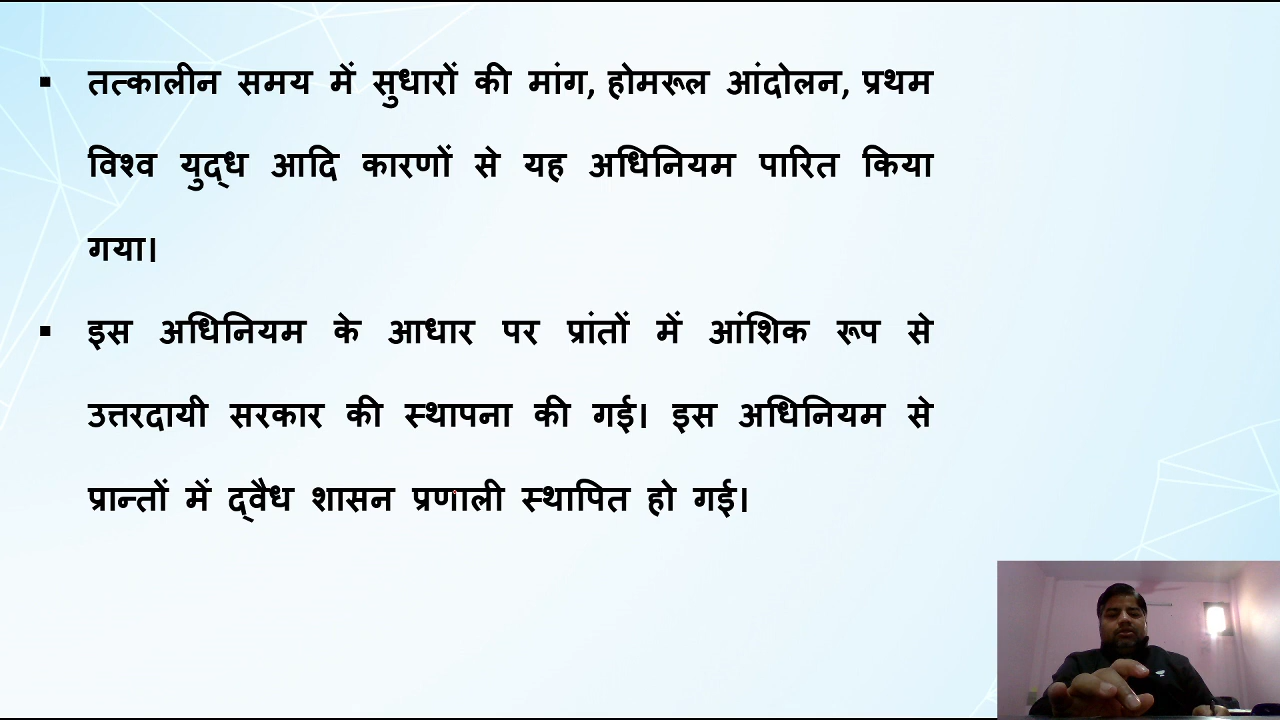 ▪ तत्कालीन समय में सुधारों की मांग, होमरूल आंदोलन, प्रथम
विश्व युद्ध आदि कारणों से यह अधिनियम पारित किया
गया।
▪ इस अधिनियम के आधार पर प्रांतों में आंशिक रूप से
उत्तरदायी सरकार की स्थापना की गई। इस अधिनियम से
प्रान्तों में द्वैध शासन प्रणाली स्थापित हो गई।